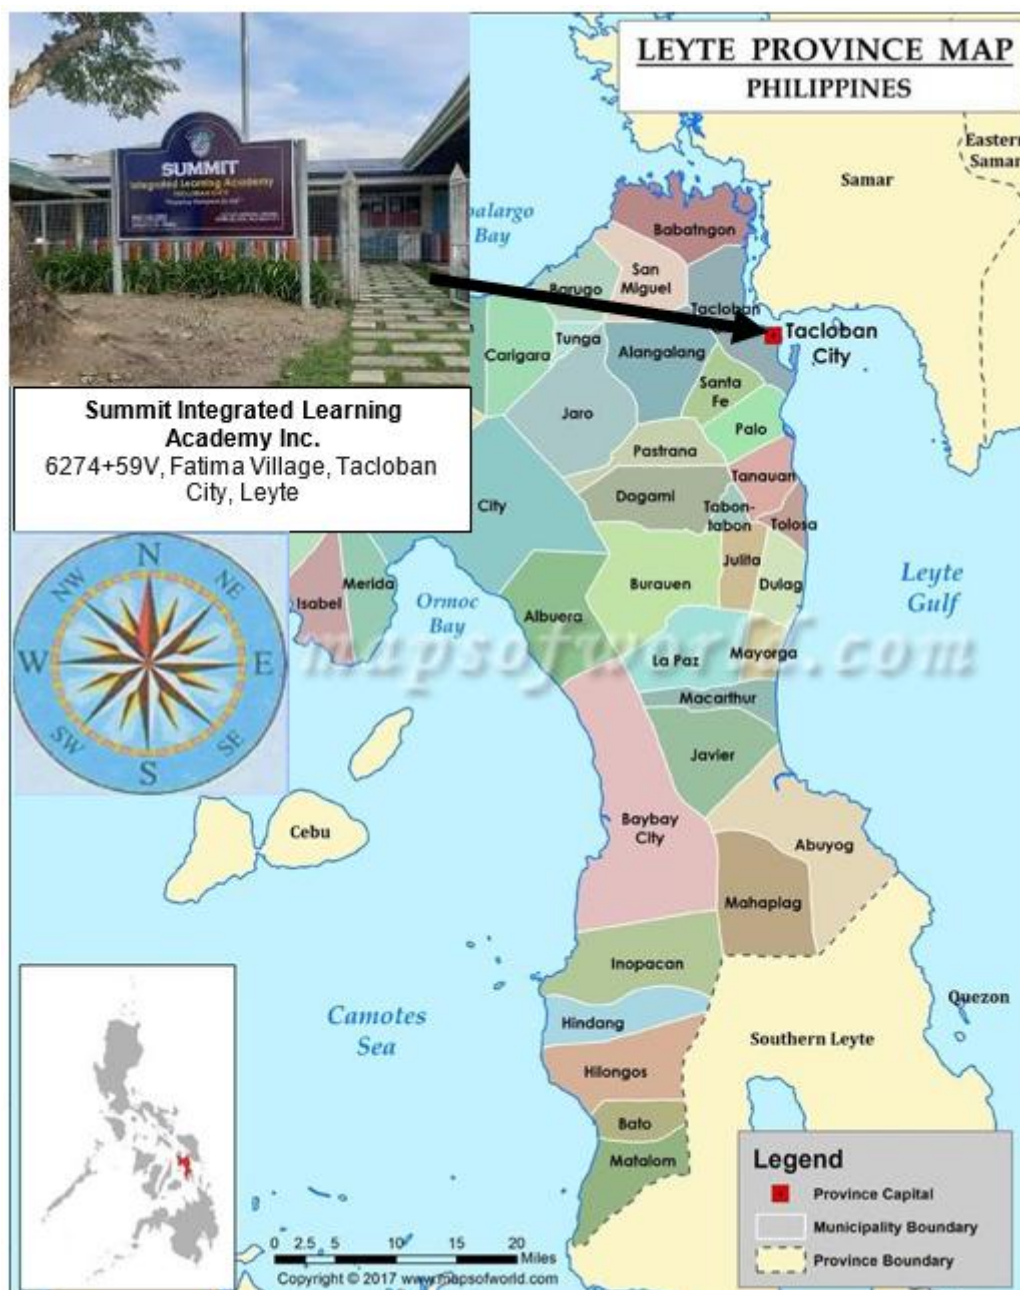 LEYTE PROVINCE MAP
PHILIPPINES
SUMMIT
Integrated Learning Academy
TACLOBAN CITY
Summit Integrated Learning
Academy Inc.
6274+59V, Fatima Village, Tacloban
City, Leyte
Eastern
Samar
Samar
Bay
Babatngon
San
Miguel
Barugo
Tacloban
Tacloban
City
Carigara
Tunga
Alangalang
Santa
Fe
Jaro
Palo
Pastrana
Tanauan
City
Dagami
Tabon-
tabon
Tolosa
Julita
Dulag
Burauen
Leyte
Gulf
Isabel
Merida
Ormoc
Bay
Albuera
mapsofworld.com
La Paz
Mayorga
Macarthur
Javier
N
NE
E
SE
S
SW
W
NW
Cebu
Baybay
City
Abuyog
Mahaplag
Inopacan
Camotes
Sea
Hindang
Quezon
Southern Leyte
Hilongos
Bato
Matalom
Legend
Province Capital
Municipality Boundary
Province Boundary
0 2.5 5 10 15 20
Miles
Copyright © 2017 www.mapsofworld.com